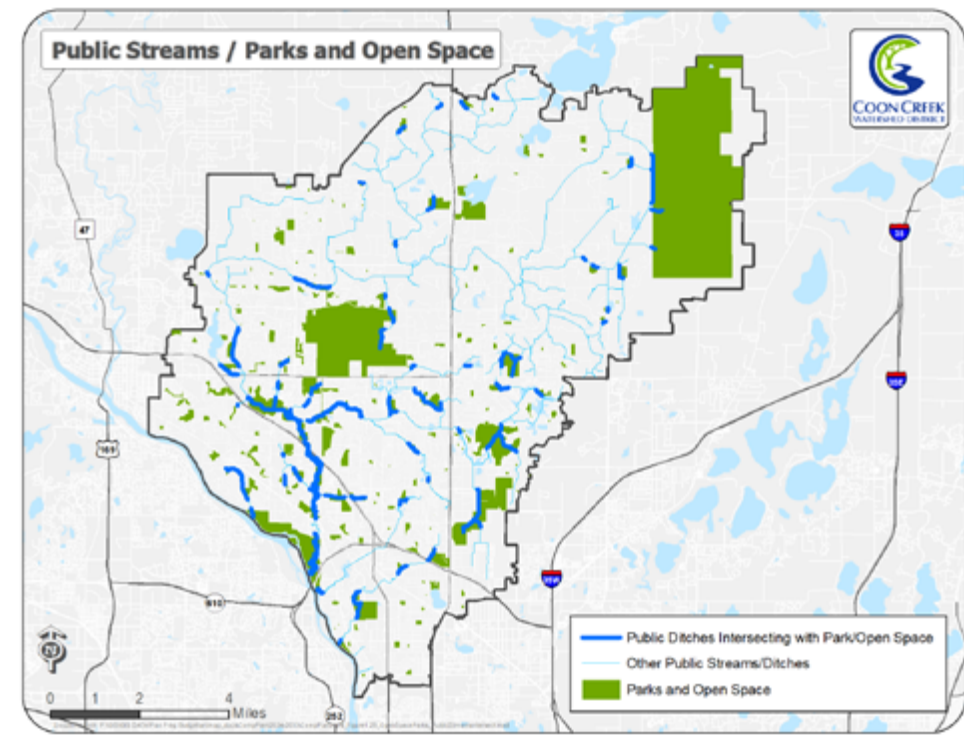 Public Streams / Parks and Open Space
COON CREEK
WATERSHED DISTRICT
47
35
35E
169
35W
610
Public Ditches Intersecting with Park/Open Space
Other Public Streams/Ditches
Parks and Open Space
N
0 1 2 4
Miles
252